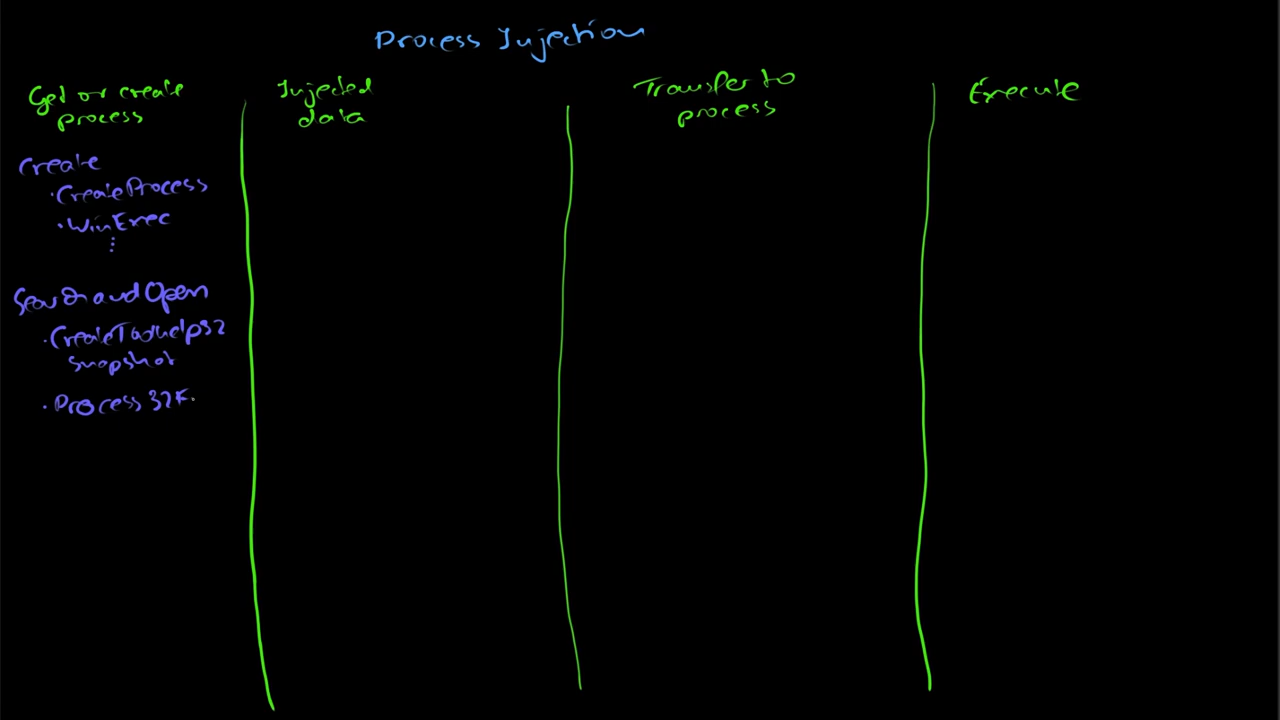 Process Injection
Get or create
process
Injected
data
Transfer to
process
Execute
Create
·CreateProcess
·WinExec
⋮
Search and Open
·CreateToolhelp32
Snapshot
·Process32F